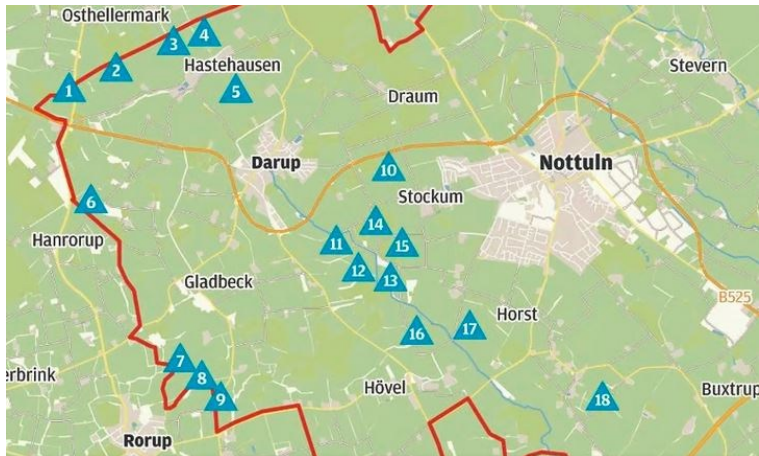 Osthellermark
4
3
2
Hastehausen
Stevern
1
5
Draum
Darup
10
Nottuln
Stockum
6
14
11
15
Hanrorup
12
13
Gladbeck
B525
Horst
17
16
7
erbrink
8
Hövel
Buxtrup
9
18
Rorup